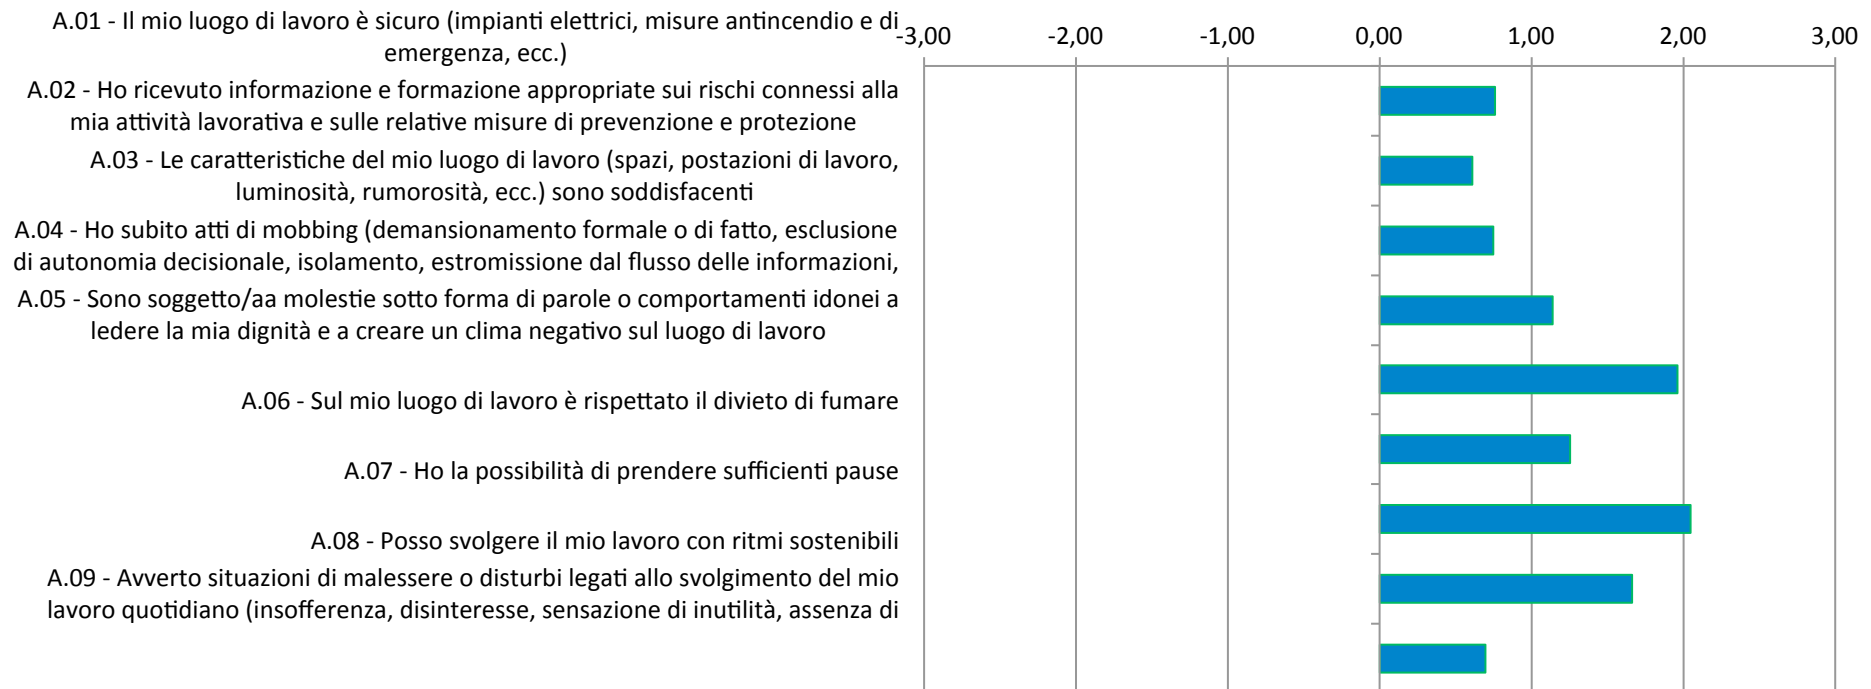 A.01 - Il mio luogo di lavoro è sicuro (impianti elettrici, misure antincendio e di
emergenza, ecc.)
-3,00 -2,00 -1,00 0,00 1,00 2,00 3,00
A.02 - Ho ricevuto informazione e formazione appropriate sui rischi connessi alla
mia attività lavorativa e sulle relative misure di prevenzione e protezione
A.03 - Le caratteristiche del mio luogo di lavoro (spazi, postazioni di lavoro,
luminosità, rumorosità, ecc.) sono soddisfacenti
A.04 - Ho subito atti di mobbing (demansionamento formale o di fatto, esclusione
di autonomia decisionale, isolamento, estromissione dal flusso delle informazioni,
A.05 - Sono soggetto/aa molestie sotto forma di parole o comportamenti idonei a
ledere la mia dignità e a creare un clima negativo sul luogo di lavoro
A.06 - Sul mio luogo di lavoro è rispettato il divieto di fumare
A.07 - Ho la possibilità di prendere sufficienti pause
A.08 - Posso svolgere il mio lavoro con ritmi sostenibili
A.09 - Avverto situazioni di malessere o disturbi legati allo svolgimento del mio
lavoro quotidiano (insofferenza, disinteresse, sensazione di inutilità, assenza di